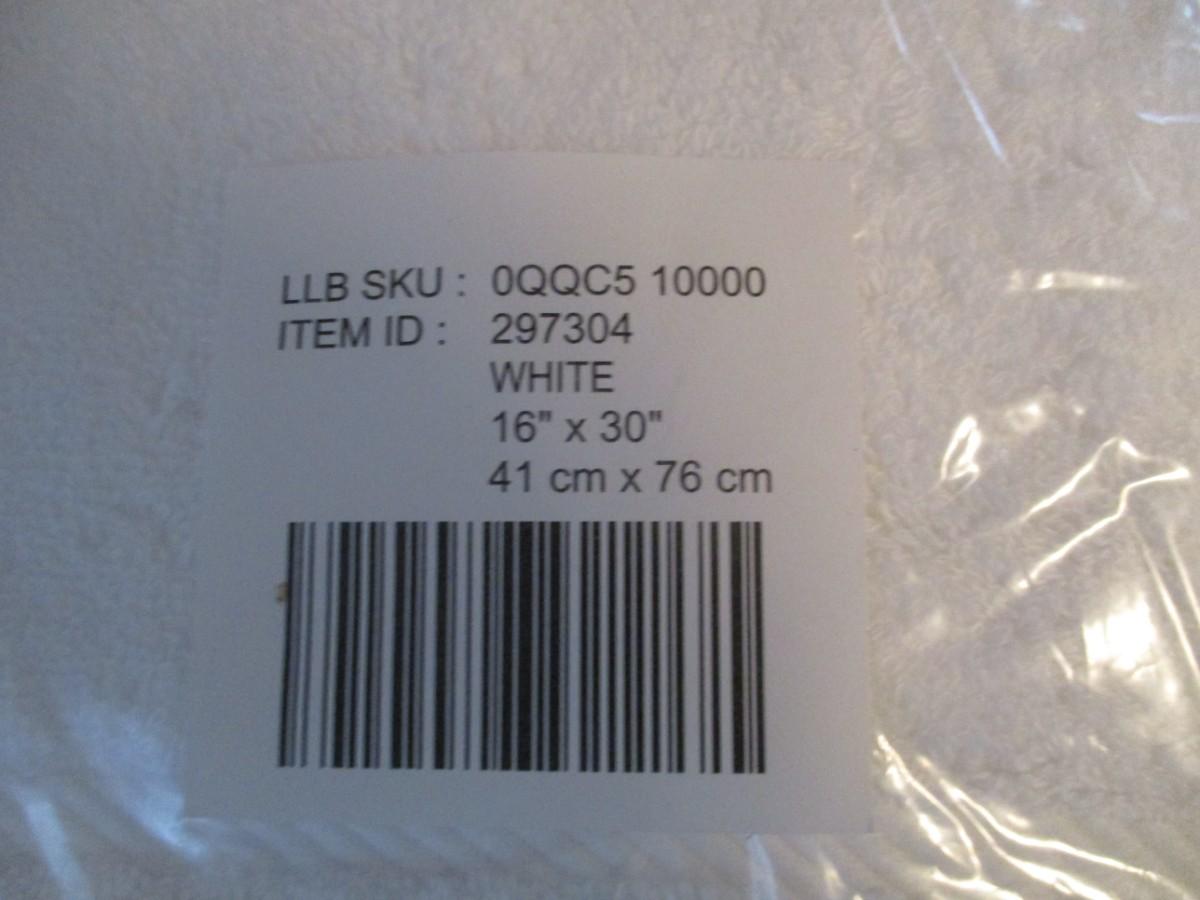 LLB SKU : 0QQC5 10000
ITEM ID : 297304
WHITE
16" x 30"
41 cm x 76 cm